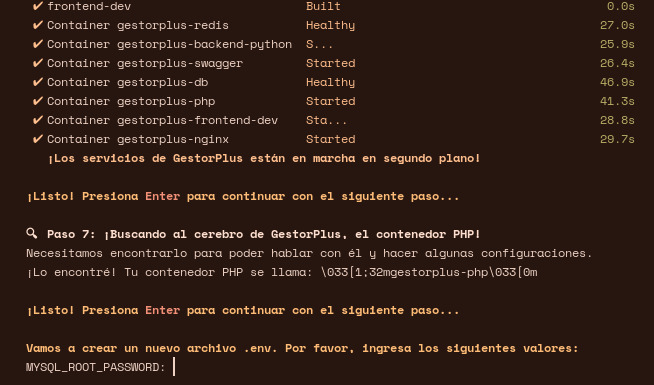 ✔ frontend-dev Built 0.0s
✔ Container gestorplus-redis Healthy 27.0s
✔ Container gestorplus-backend-python S... 25.9s
✔ Container gestorplus-swagger Started 26.4s
✔ Container gestorplus-db Healthy 46.9s
✔ Container gestorplus-php Started 41.3s
✔ Container gestorplus-frontend-dev Sta... 28.8s
✔ Container gestorplus-nginx Started 29.7s
¡Los servicios de GestorPlus están en marcha en segundo plano!
¡Listo! Presiona Enter para continuar con el siguiente paso...
🔍 Paso 7: ¡Buscando al cerebro de GestorPlus, el contenedor PHP!
Necesitamos encontrarlo para poder hablar con él y hacer algunas configuraciones.
¡Lo encontré! Tu contenedor PHP se llama: \033[1;32mgestorplus-php\033[0m
¡Listo! Presiona Enter para continuar con el siguiente paso...
Vamos a crear un nuevo archivo .env. Por favor, ingresa los siguientes valores:
MYSQL_ROOT_PASSWORD: